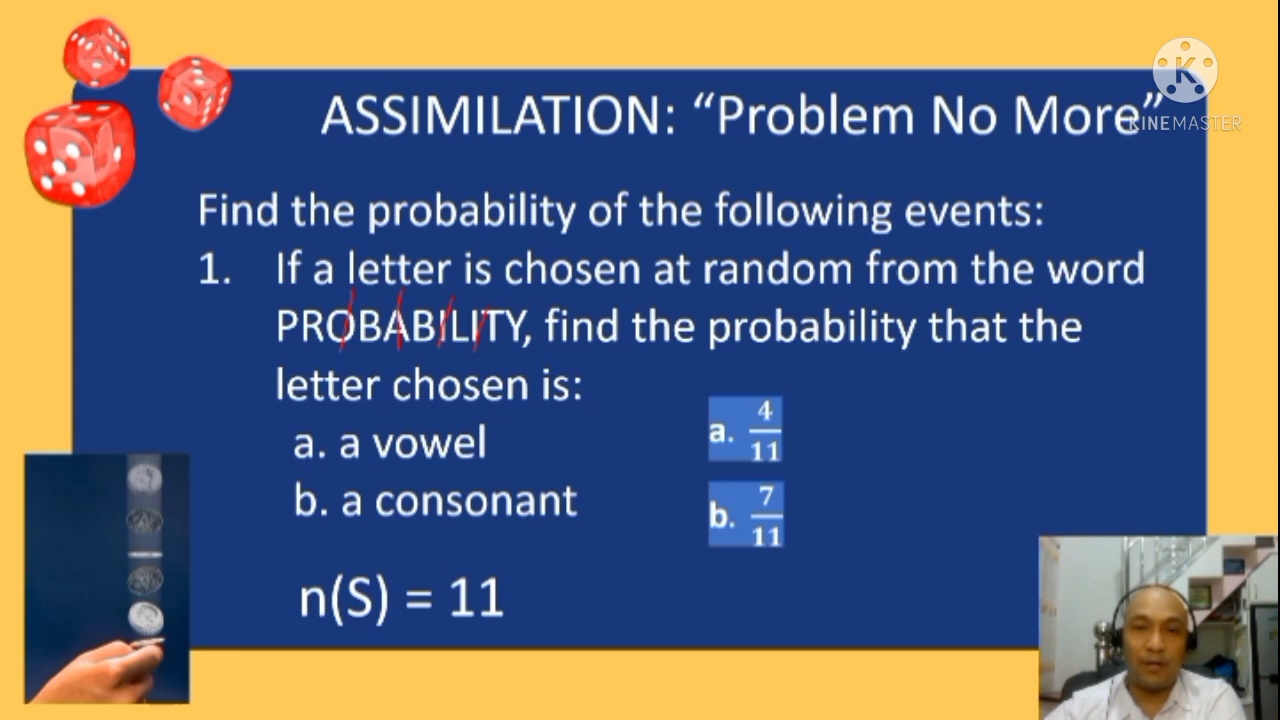 ASSIMILATION: “Problem No More”
K
KINEMASTER
Find the probability of the following events:
1. If a letter is chosen at random from the word
PROBABILITY, find the probability that the
letter chosen is:
a. a vowel
b. a consonant
a. 4/11
b. 7/11
n(S) = 11